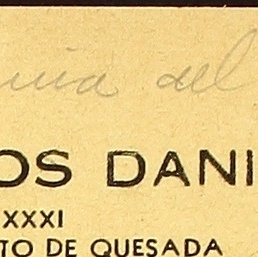 del
OS DANI
XXXI
TO DE QUESADA